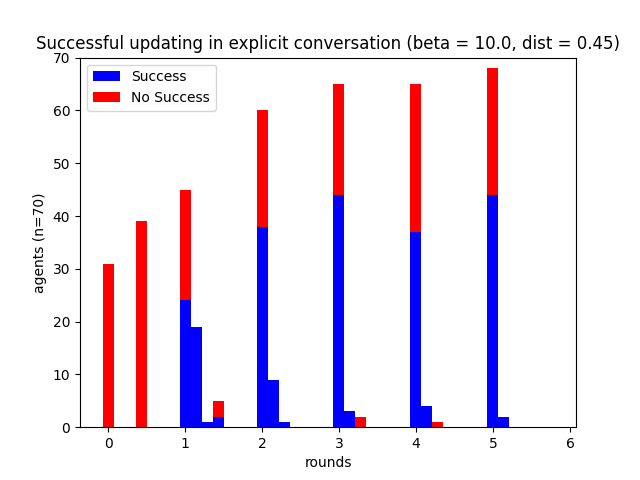 Successful updating in explicit conversation (beta = 10.0, dist = 0.45)
Success
No Success
70
60
50
40
30
20
10
0
agents (n=70)
0 1 2 3 4 5 6
rounds